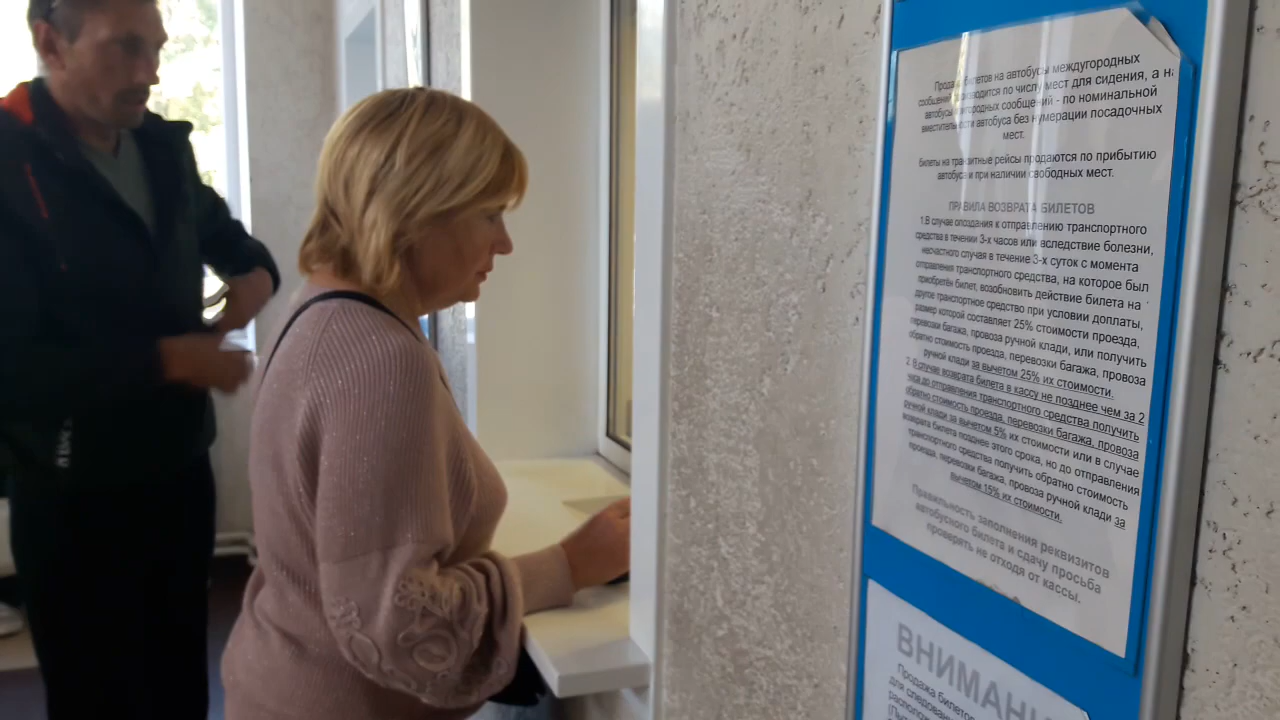 Продажа билетов на автобусы междугородных
сообщений производится по числу мест для сидения, а на
автобусы пригородных сообщений - по номинальной
вместительности автобуса без нумерации посадочных
мест.
Билеты на транзитные рейсы продаются по прибытию
автобуса и при наличии свободных мест.
ПРАВИЛА ВОЗВРАТА БИЛЕТОВ
1.В случае опоздания к отправлению транспортного
средства в течении 3-х часов или вследствие болезни,
несчастного случая в течение 3-х суток с момента
отправления транспортного средства, на которое был
приобретён билет, возобновить действие билета на
другое транспортное средство при условии доплаты,
размер которой составляет 25% стоимости проезда,
перевозки багажа, провоза ручной клади, или получить
обратно стоимость проезда, перевозки багажа, провоза
ручной клади за вычетом 25% их стоимости.
2. В случае возврата билета в кассу не позднее чем за 2
часа до отправления транспортного средства получить
обратно стоимость проезда, перевозки багажа, провоза
ручной клади за вычетом 5% их стоимости или в случае
возврата билета позднее этого срока, но до отправления
транспортного средства получить обратно стоимость
проезда, перевозки багажа, провоза ручной клади за
вычетом 15% их стоимости.
Правильность заполнения реквизитов
автобусного билета и сдачу просьба
проверять не отходя от кассы.
ВНИМАНИ
Продажа билетов
для следован
располо